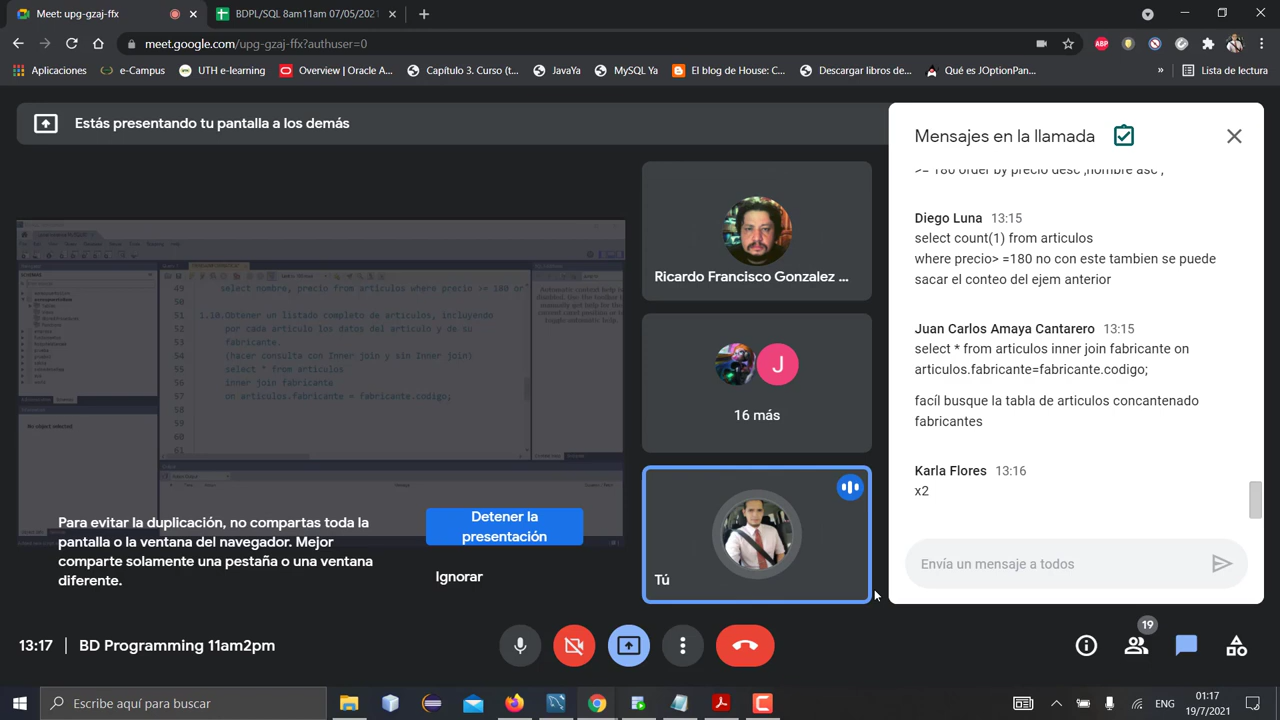 Meet: upg-gzaj-ffx
BDPL/SQL 8am11am 07/05/2021
meet.google.com/upg-gzaj-ffx?authuser=0
ABP
Aplicaciones
e-Campus
UTH e-learning
Overview | Oracle A...
Capítulo 3. Curso (t...
JavaYa
MySQL Ya
El blog de House: C...
Descargar libros de...
Qué es JOptionPan...
»
Lista de lectura
Estás presentando tu pantalla a los demás
49 select nombre, precio from articulos where precio >= 180 or
50
51 1.10.Obtener un listado completo de articulos, incluyendo
52 por cada articulo los datos del articulo y de su
53 fabricante.
54 (hacer consulta con Inner join y sin Inner join)
55 select * from articulos
56 inner join fabricante
57 on articulos.fabricante = fabricante.codigo;
58
59
60
61
Para evitar la duplicación, no compartas toda la
pantalla o la ventana del navegador. Mejor
comparte solamente una pestaña o una ventana
diferente.
Detener la
presentación
Ignorar
Ricardo Francisco Gonzalez ...
J
16 más
Tú
Mensajes en la llamada
>= 180 order by precio desc ,nombre asc ;
Diego Luna 13:15
select count(1) from articulos
where precio> =180 no con este tambien se puede
sacar el conteo del ejem anterior
Juan Carlos Amaya Cantarero 13:15
select * from articulos inner join fabricante on
articulos.fabricante=fabricante.codigo;
facíl busque la tabla de articulos concantenado
fabricantes
Karla Flores 13:16
x2
Envía un mensaje a todos
13:17 | BD Programming 11am2pm
19
Escribe aquí para buscar
ENG
01:17
19/7/2021